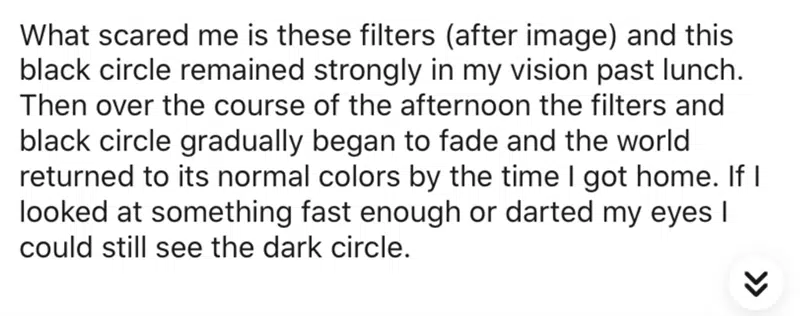 What scared me is these filters (after image) and this
black circle remained strongly in my vision past lunch.
Then over the course of the afternoon the filters and
black circle gradually began to fade and the world
returned to its normal colors by the time I got home. If I
looked at something fast enough or darted my eyes I
could still see the dark circle.